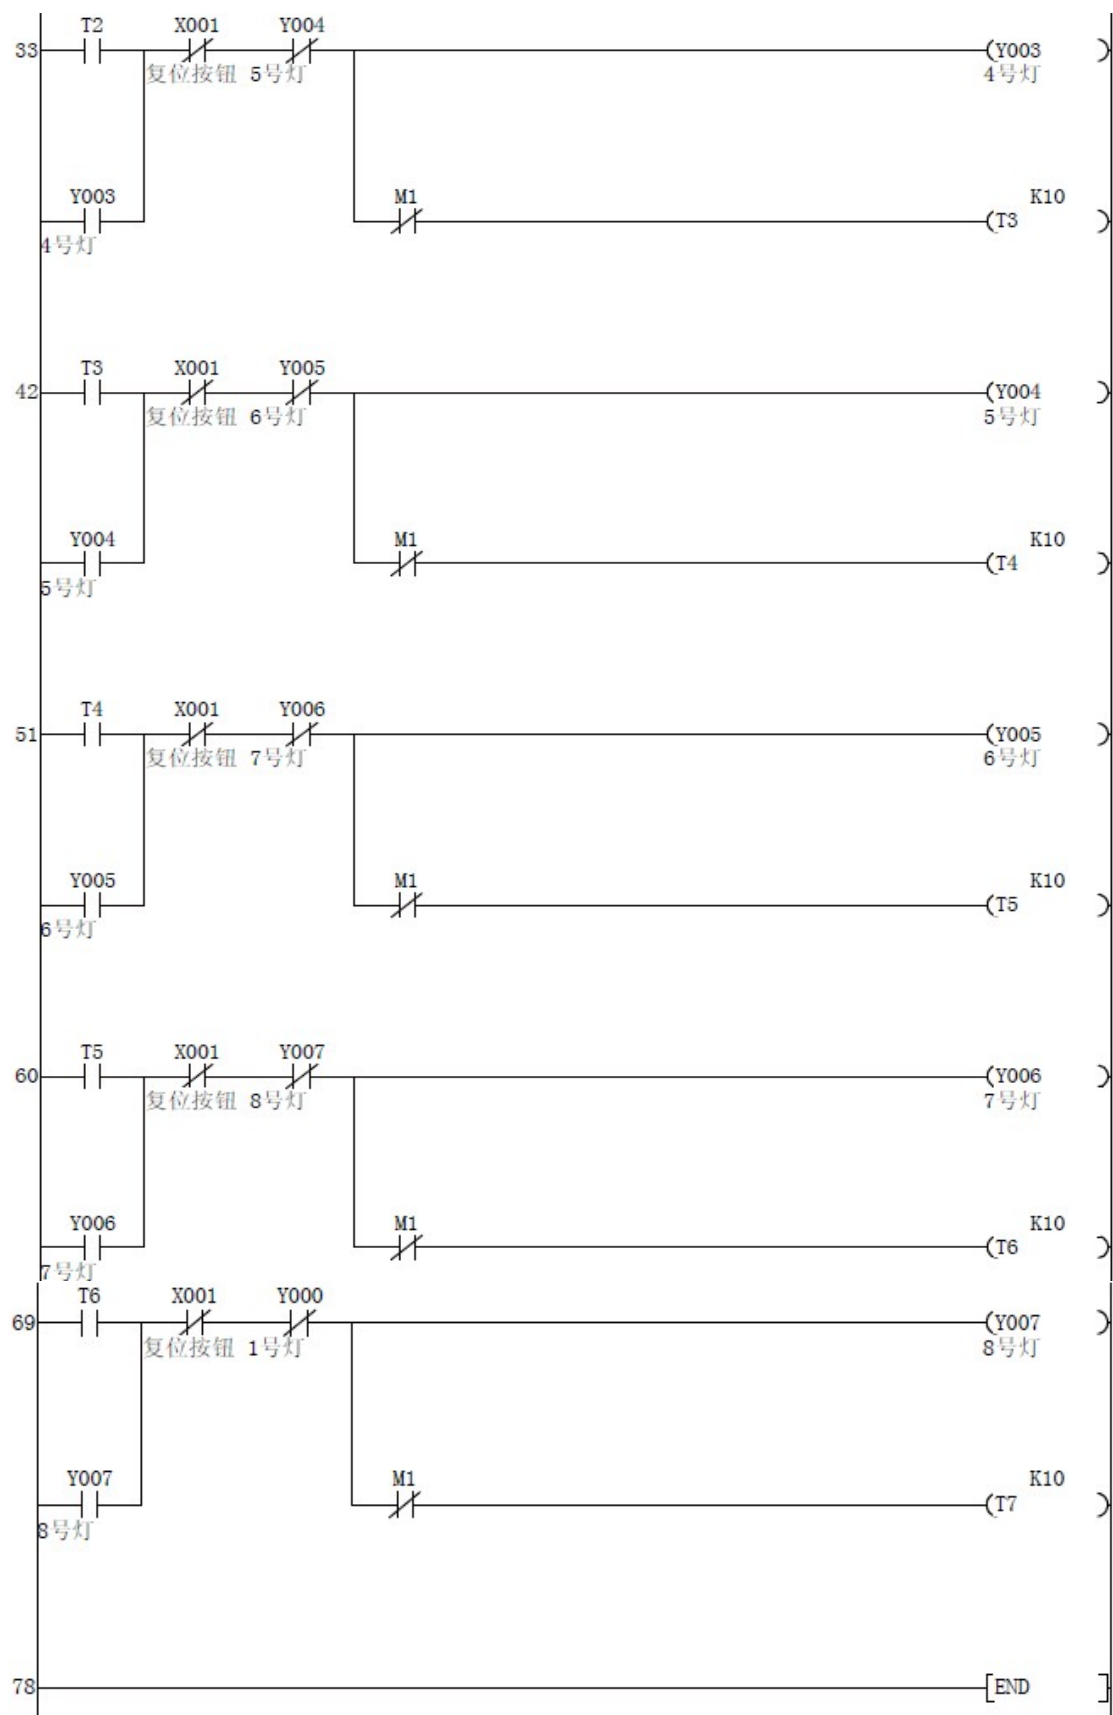 T2 X001 Y004
33 (Y003 )
复位按钮 5号灯 4号灯
Y003 M1 K10
(T3 )
4号灯
T3 X001 Y005
42 (Y004 )
复位按钮 6号灯 5号灯
Y004 M1 K10
(T4 )
5号灯
T4 X001 Y006
51 (Y005 )
复位按钮 7号灯 6号灯
Y005 M1 K10
(T5 )
6号灯
T5 X001 Y007
60 (Y006 )
复位按钮 8号灯 7号灯
Y006 M1 K10
(T6 )
7号灯
T6 X001 Y000
69 (Y007 )
复位按钮 1号灯 8号灯
Y007 M1 K10
(T7 )
8号灯
78 [END ]